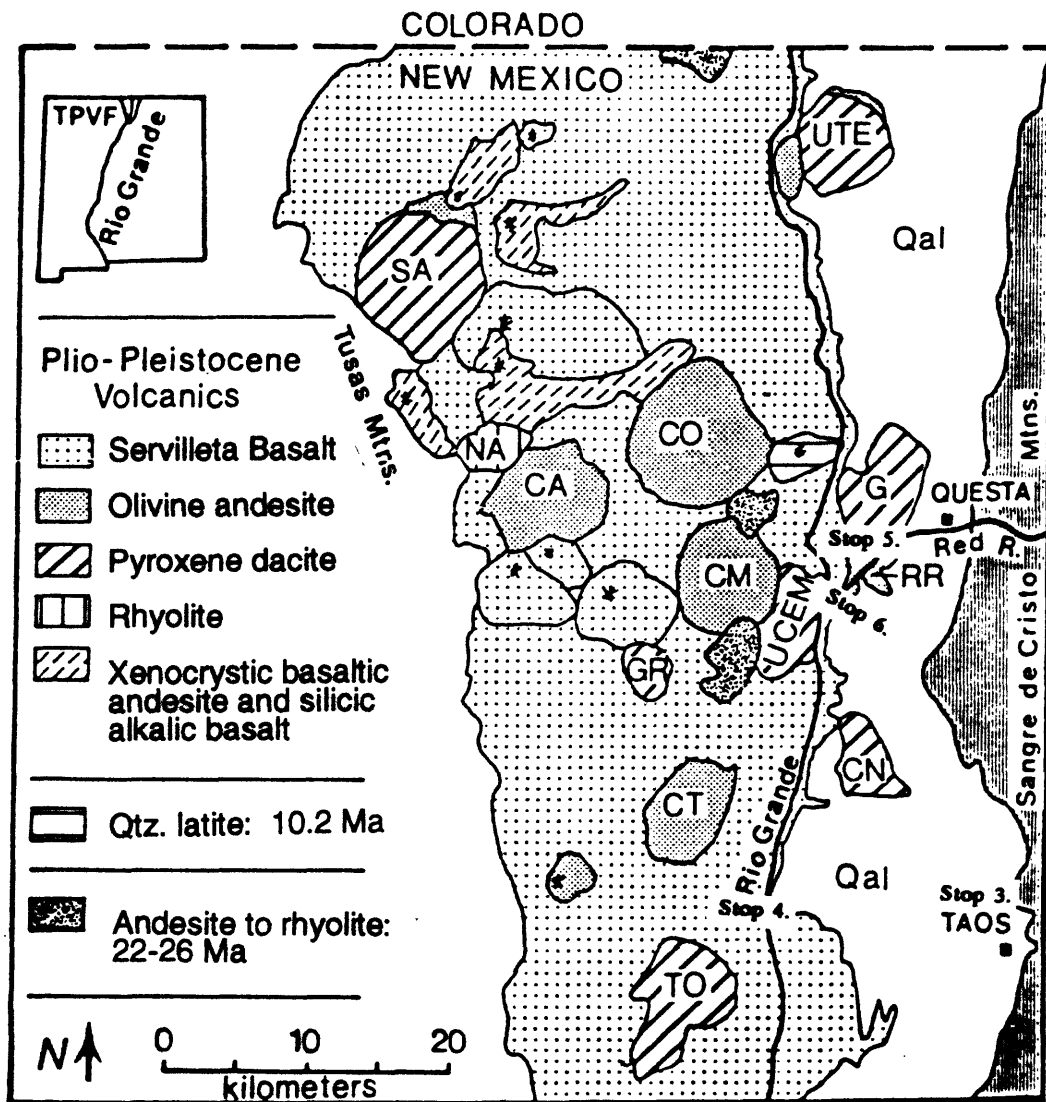 COLORADO
NEW MEXICO
TPVF
Rio Grande
UTE
Qal
SA
Tusas Mtns.
Plio-Pleistocene
Volcanics
Servilleta Basalt
Olivine andesite
Pyroxene dacite
Rhyolite
Xenocrystic basaltic
andesite and silicic
alkalic basalt
Qtz. latite: 10.2 Ma
Andesite to rhyolite:
22-26 Ma
N
0 10 20
kilometers
NA
CA
CO
G
QUESTA
Stop 5.
Red R.
RR
CM
UCEM
Stop 6.
GR
CN
CT
Rio Grande
Stop 4.
Qal
Stop 3.
TAOS
TO
Sangre de Cristo Mtns.